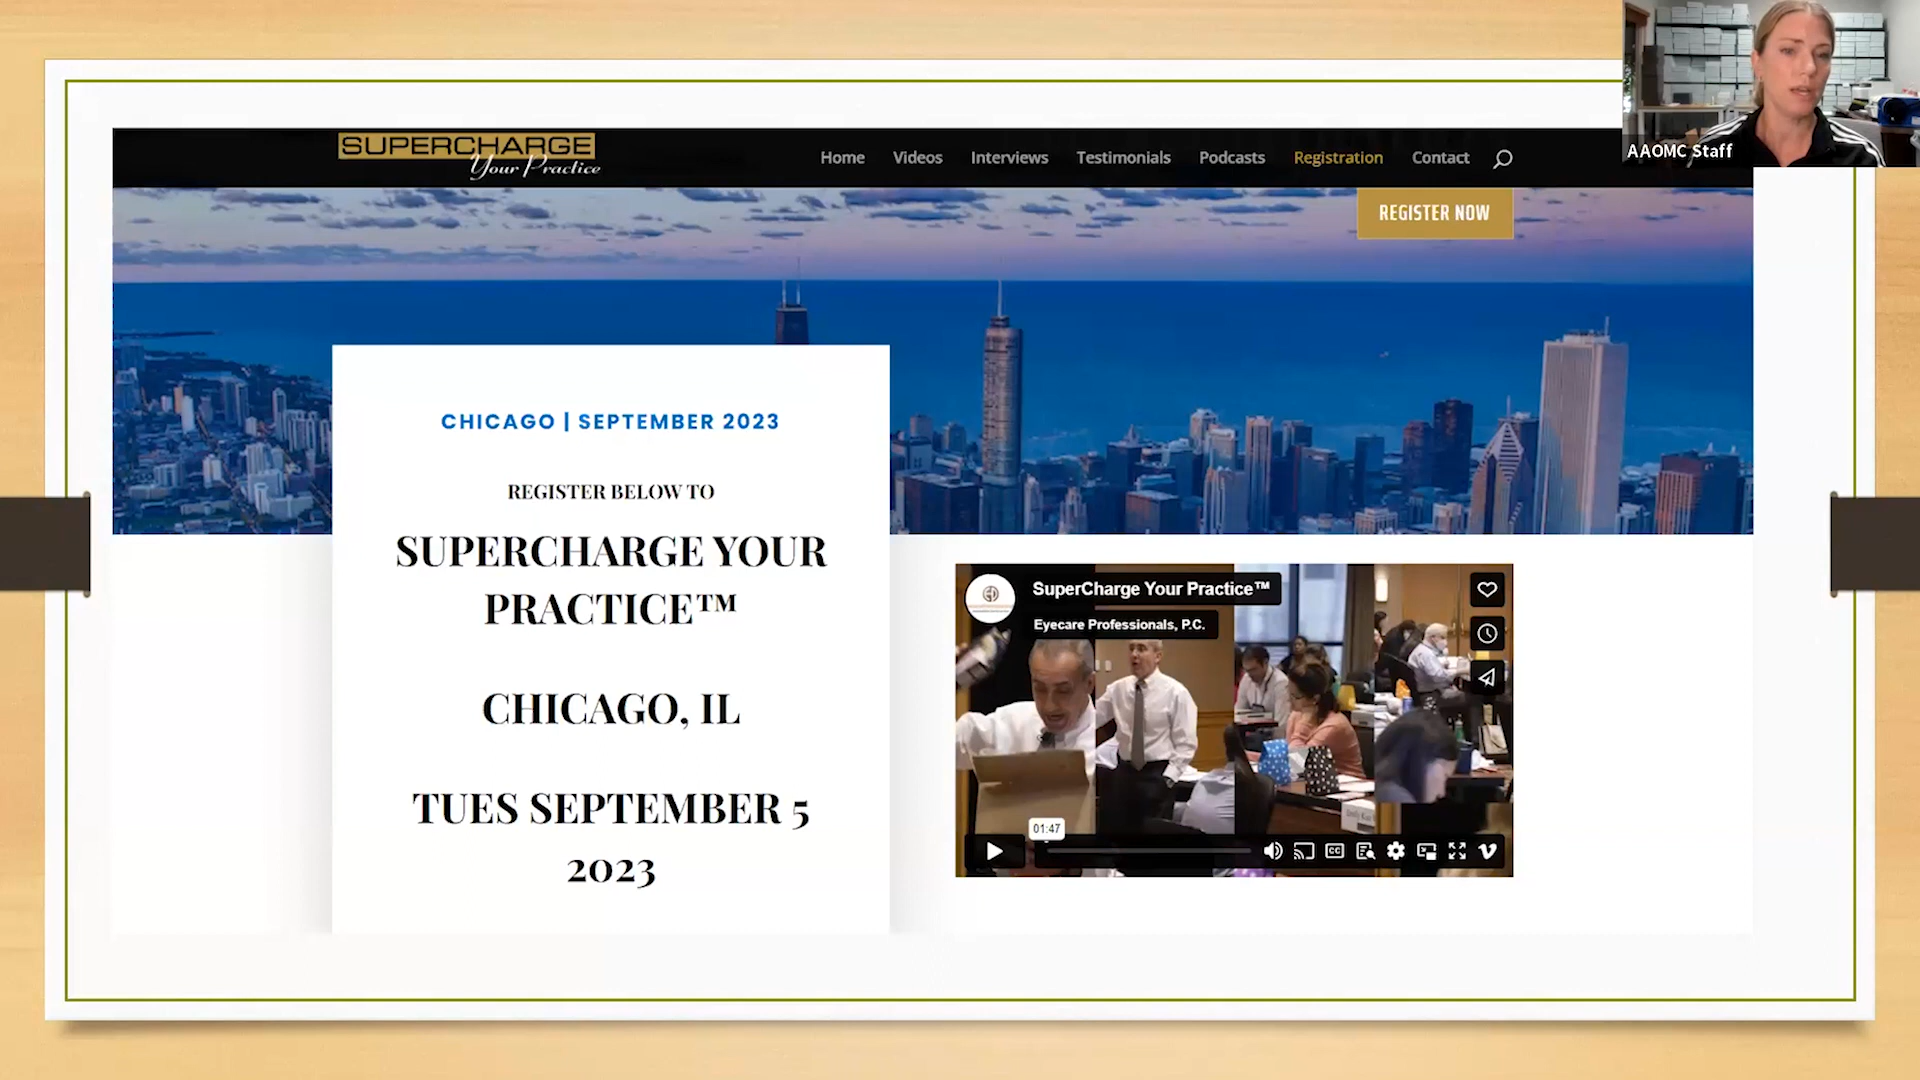 SUPERCHARGE
Your Practice
Home Videos Interviews Testimonials Podcasts Registration Contact
AAOMC Staff
REGISTER NOW
CHICAGO | SEPTEMBER 2023
REGISTER BELOW TO
SUPERCHARGE YOUR
PRACTICE™
CHICAGO, IL
TUES SEPTEMBER 5
2023
SuperCharge Your Practice™
Eyecare Professionals, P.C.
01:47
CC